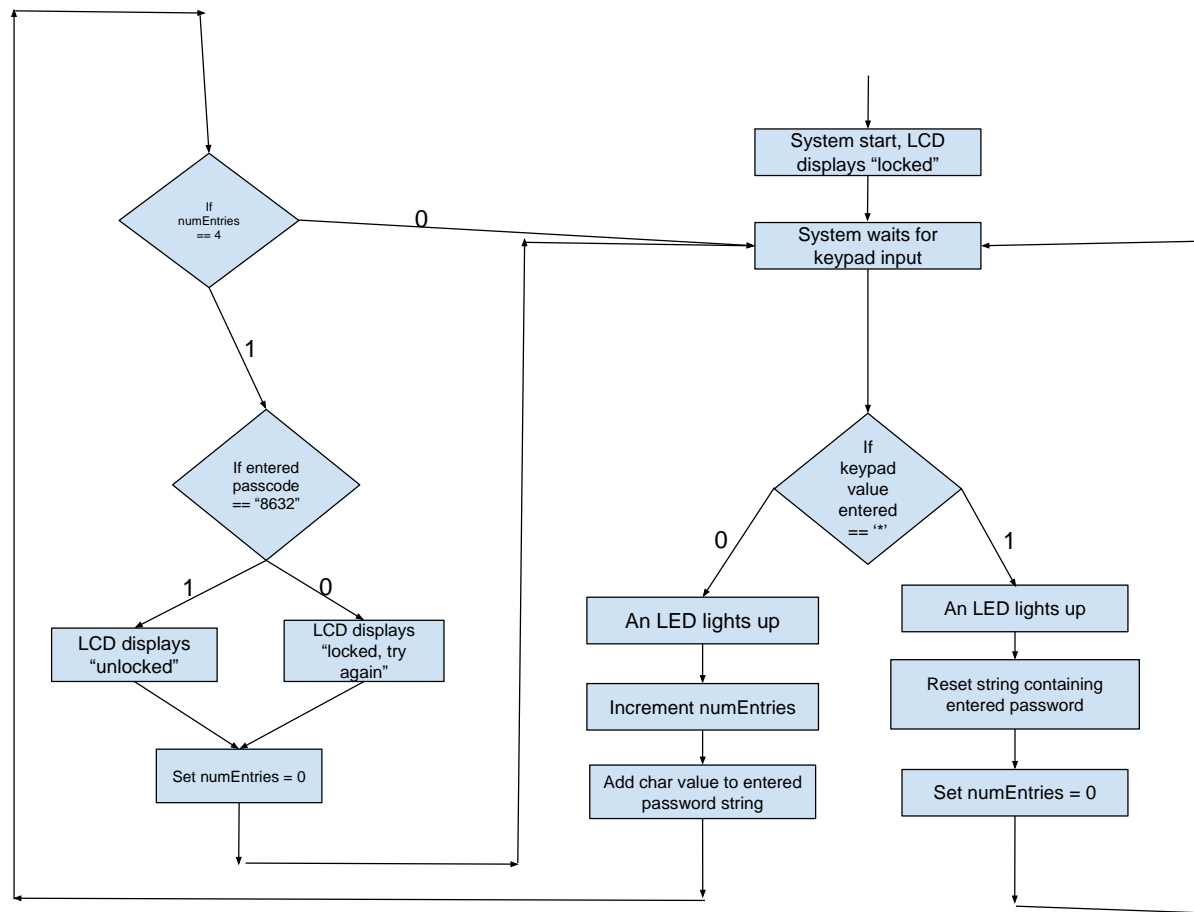 System start, LCD
displays “locked”
System waits for
keypad input
If
keypad
value
entered
== ‘*’
0
1
An LED lights up
Increment numEntries
Add char value to entered
password string
An LED lights up
Reset string containing
entered password
Set numEntries = 0
If
numEntries
== 4
0
1
If entered
passcode
== “8632”
1
0
LCD displays
“unlocked”
LCD displays
“locked, try
again”
Set numEntries = 0